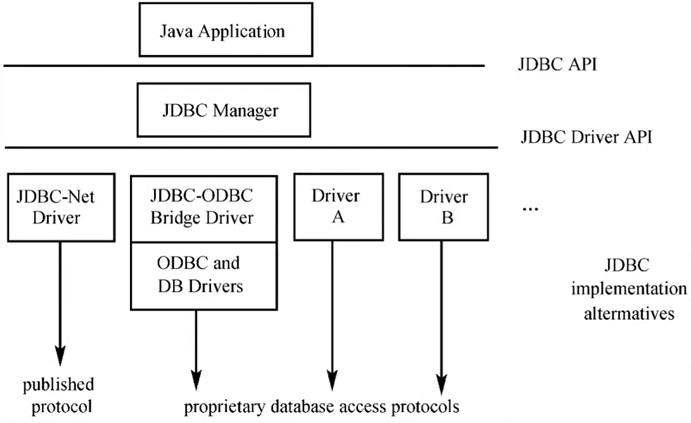 Java Application
JDBC API
JDBC Manager
JDBC Driver API
JDBC-Net
Driver
JDBC-ODBC
Bridge Driver
Driver
A
Driver
B
...
ODBC and
DB Drivers
JDBC
implementation
altermatives
published
protocol
proprietary database access protocols